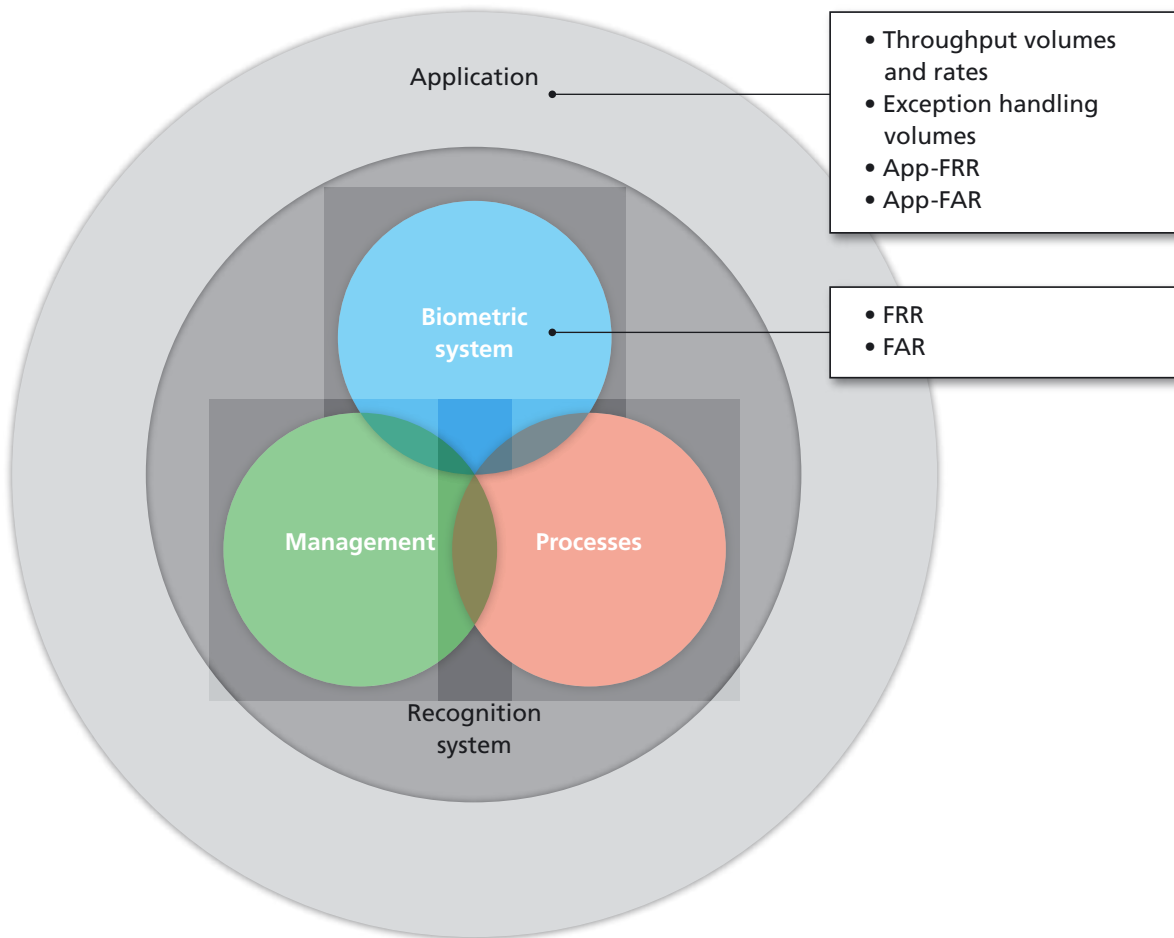 Application
• Throughput volumes
and rates
• Exception handling
volumes
• App-FRR
• App-FAR
Biometric
system
• FRR
• FAR
Management
Processes
Recognition
system